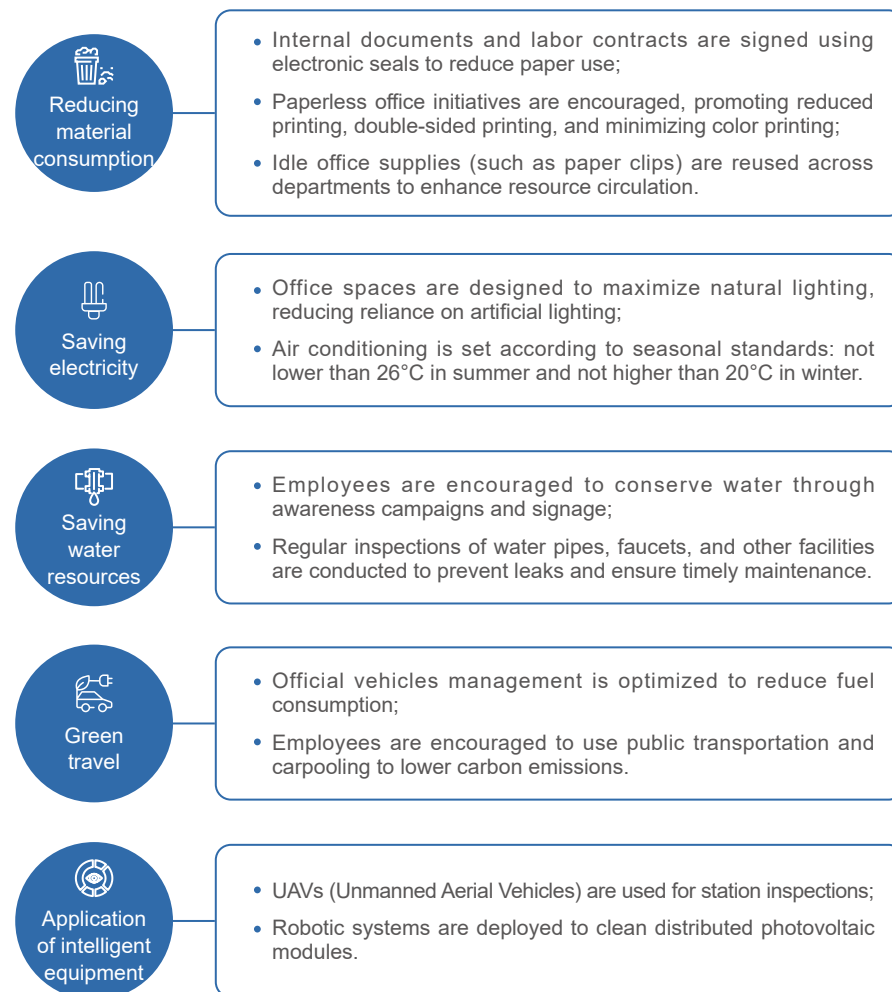 Reducing
material
consumption
• Internal documents and labor contracts are signed using
electronic seals to reduce paper use;
• Paperless office initiatives are encouraged, promoting reduced
printing, double-sided printing, and minimizing color printing;
• Idle office supplies (such as paper clips) are reused across
departments to enhance resource circulation.
Saving
electricity
• Office spaces are designed to maximize natural lighting,
reducing reliance on artificial lighting;
• Air conditioning is set according to seasonal standards: not
lower than 26°C in summer and not higher than 20°C in winter.
Saving
water
resources
• Employees are encouraged to conserve water through
awareness campaigns and signage;
• Regular inspections of water pipes, faucets, and other facilities
are conducted to prevent leaks and ensure timely maintenance.
Green
travel
• Official vehicles management is optimized to reduce fuel
consumption;
• Employees are encouraged to use public transportation and
carpooling to lower carbon emissions.
Application
of intelligent
equipment
• UAVs (Unmanned Aerial Vehicles) are used for station inspections;
• Robotic systems are deployed to clean distributed photovoltaic
modules.